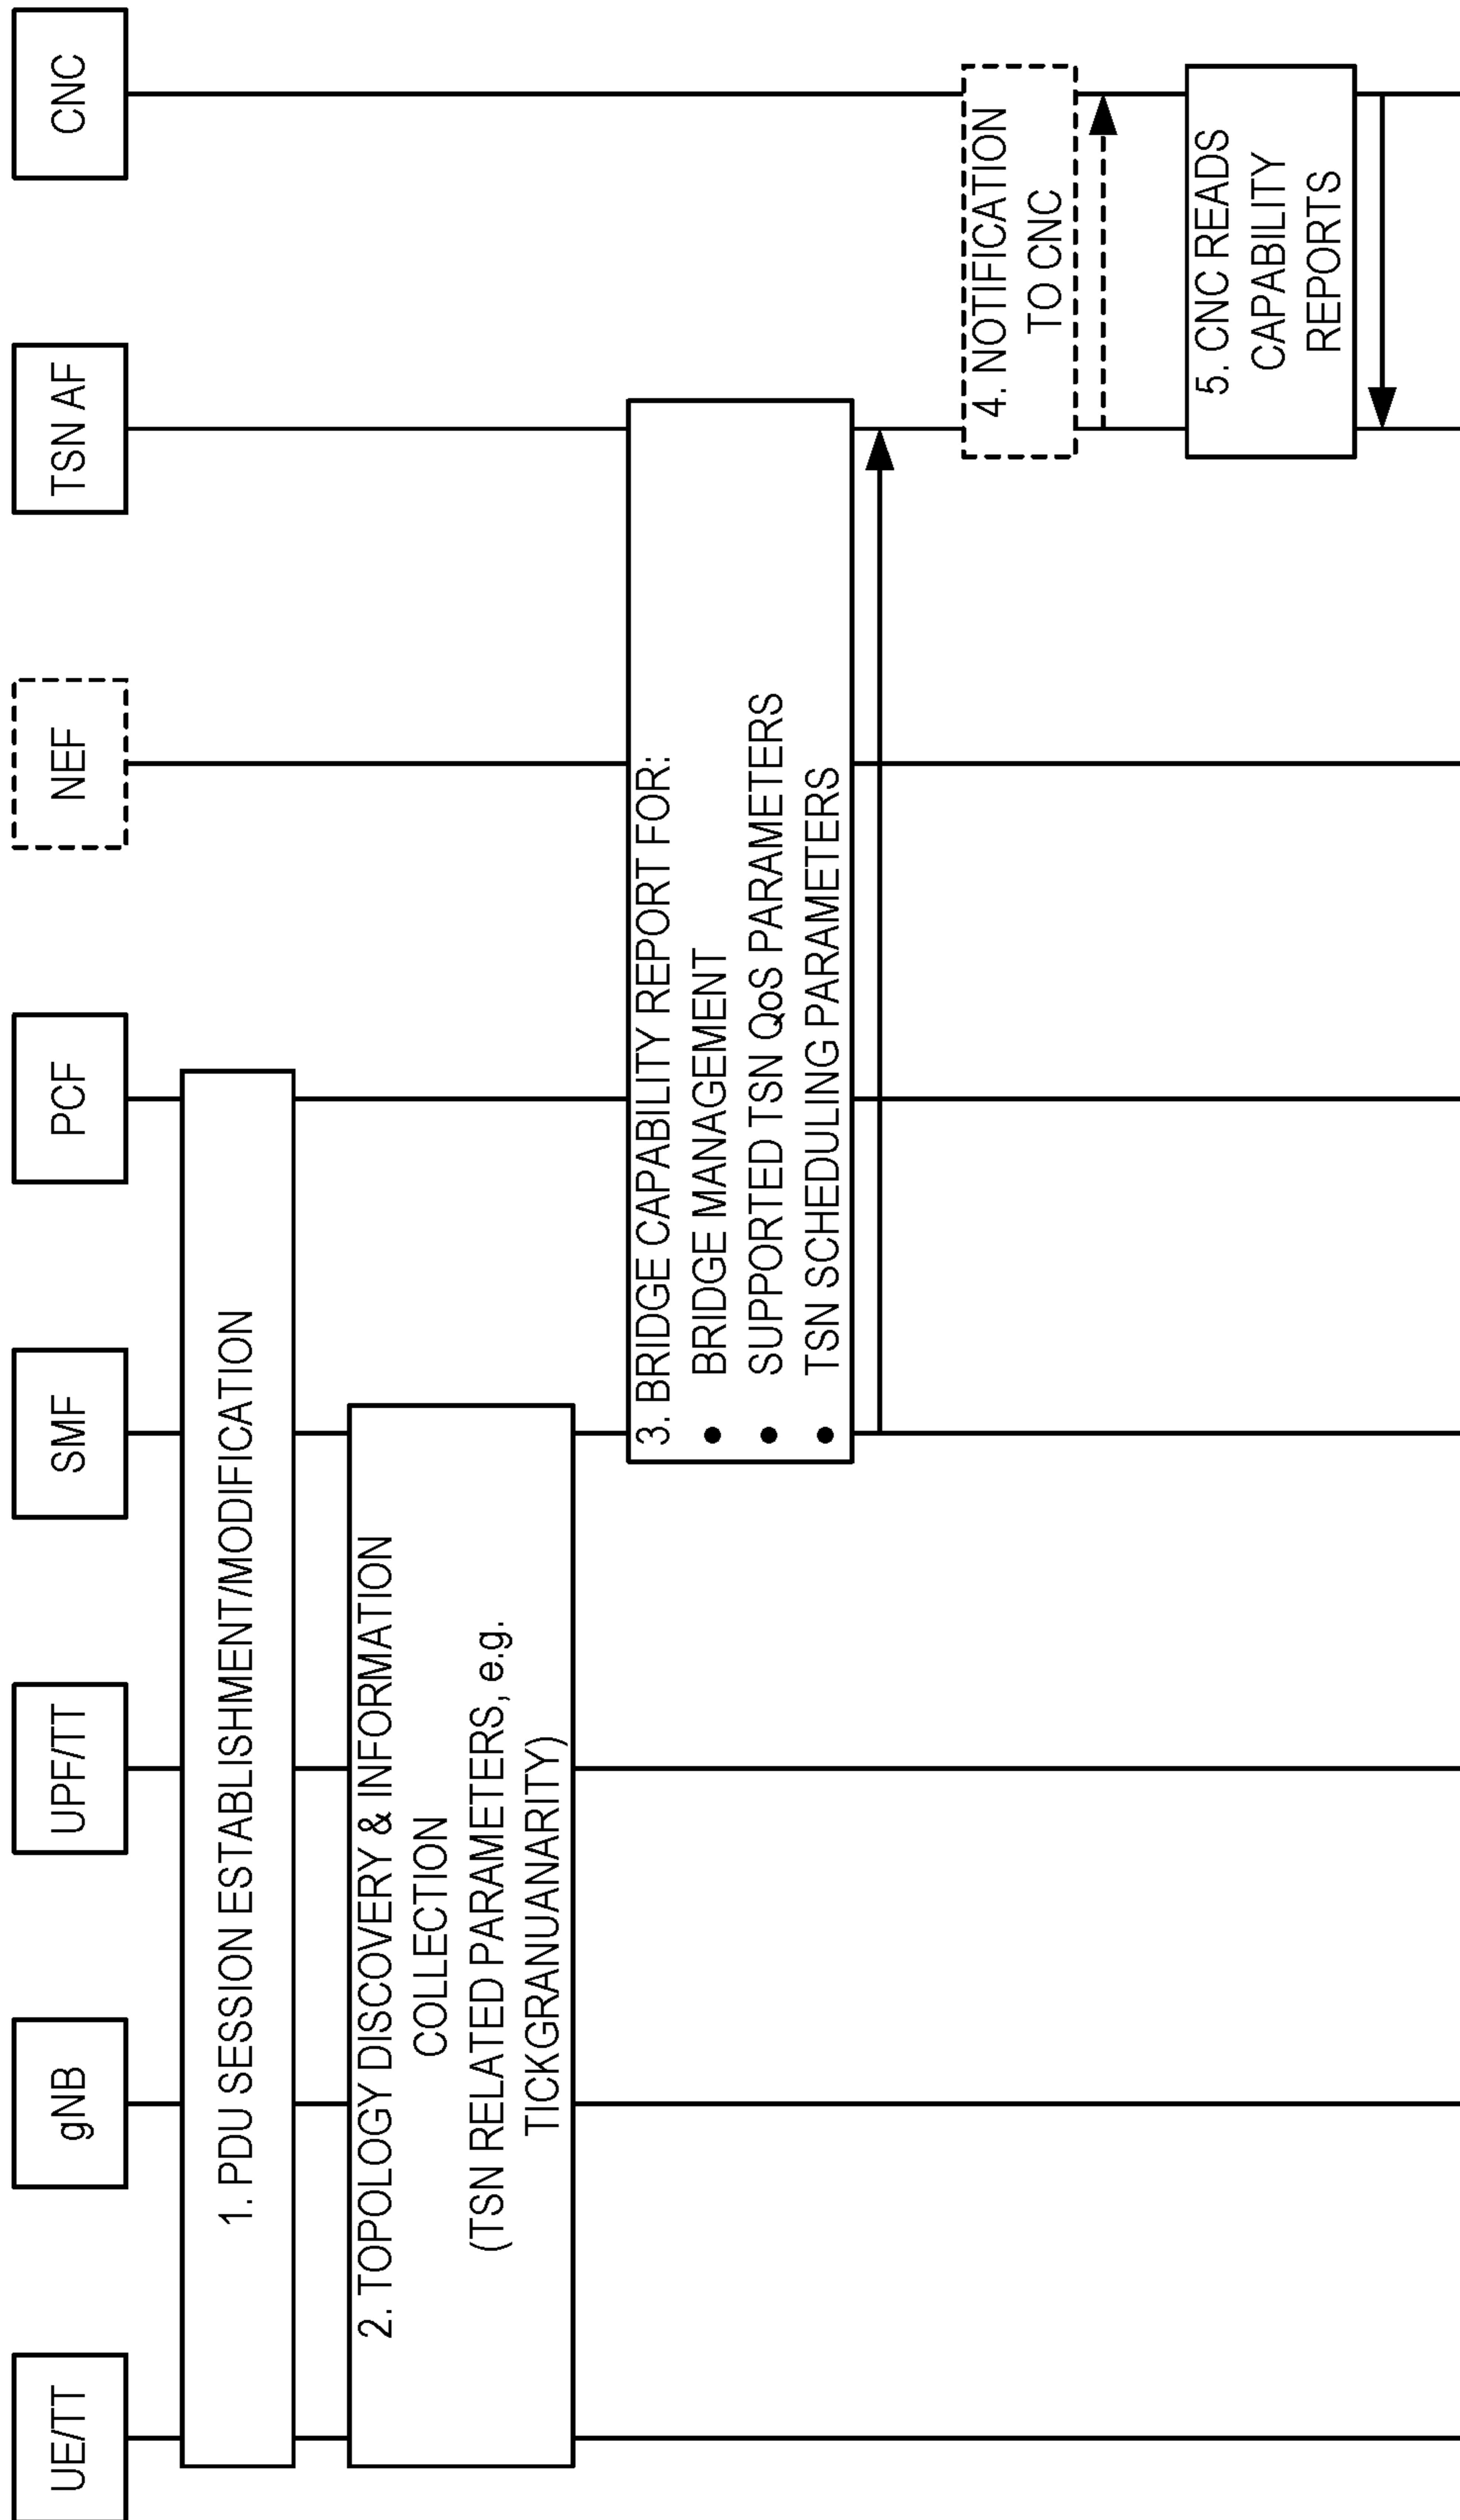 UE/TT
gNB
UPF/TT
SMF
PCF
NEF
TSN AF
CNC
1. PDU SESSION ESTABLISHMENT/MODIFICATION
2. TOPOLOGY DISCOVERY & INFORMATION
COLLECTION
(TSN RELATED PARAMETERS, e.g.
TICKGRANUANARITY)
3. BRIDGE CAPABILITY REPORT FOR:
● BRIDGE MANAGEMENT
● SUPPORTED TSN QoS PARAMETERS
● TSN SCHEDULING PARAMETERS
4. NOTIFICATION
TO CNC
5. CNC READS
CAPABILITY
REPORTS